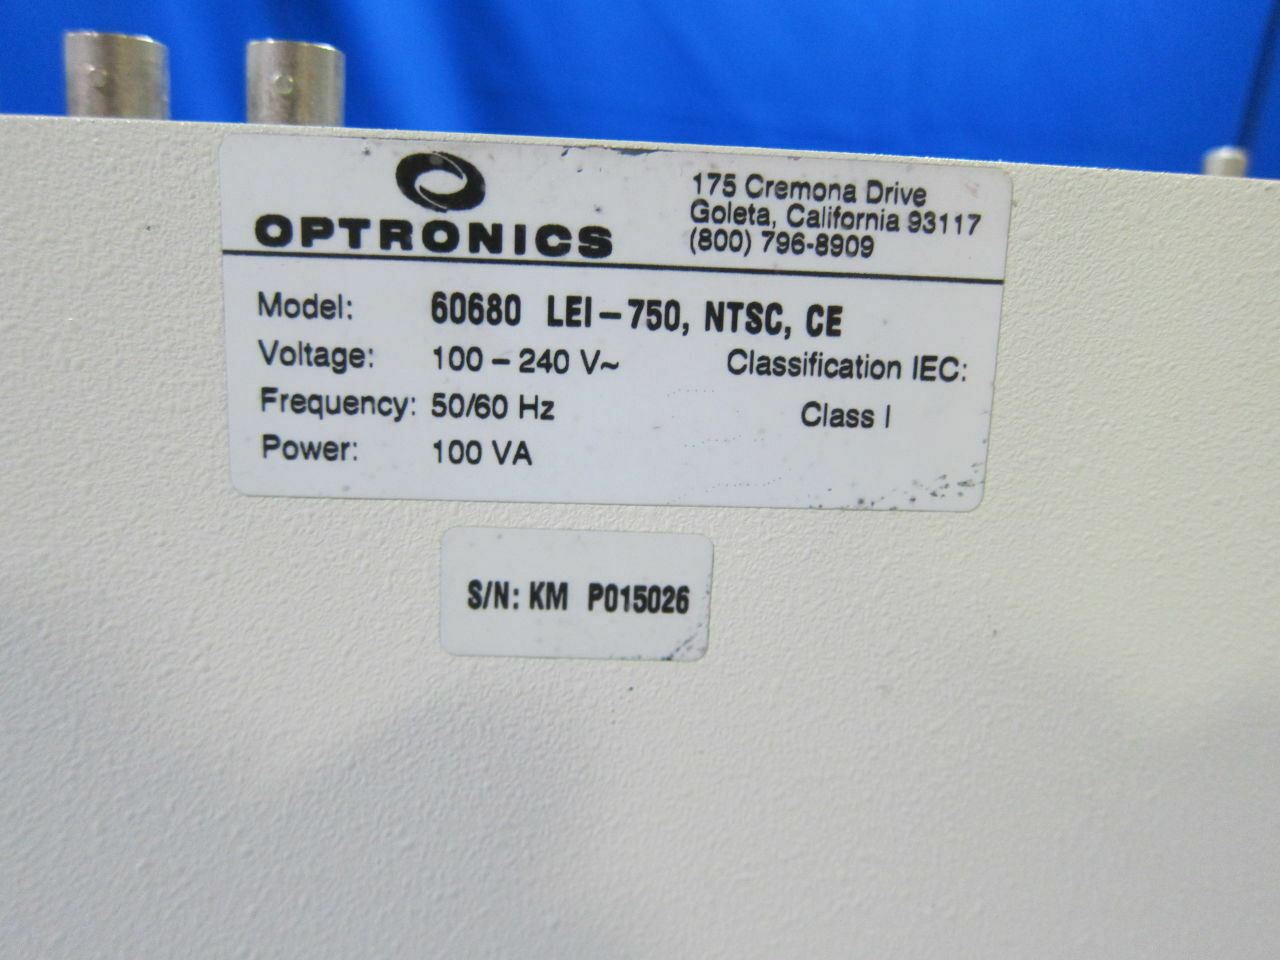 OPTRONICS
175 Cremona Drive
Goleta, California 93117
(800) 796-8909
Model: 60680 LEI-750, NTSC, CE
Voltage: 100 - 240 V~ Classification IEC:
Frequency: 50/60 Hz Class I
Power: 100 VA
S/N: KM P015026